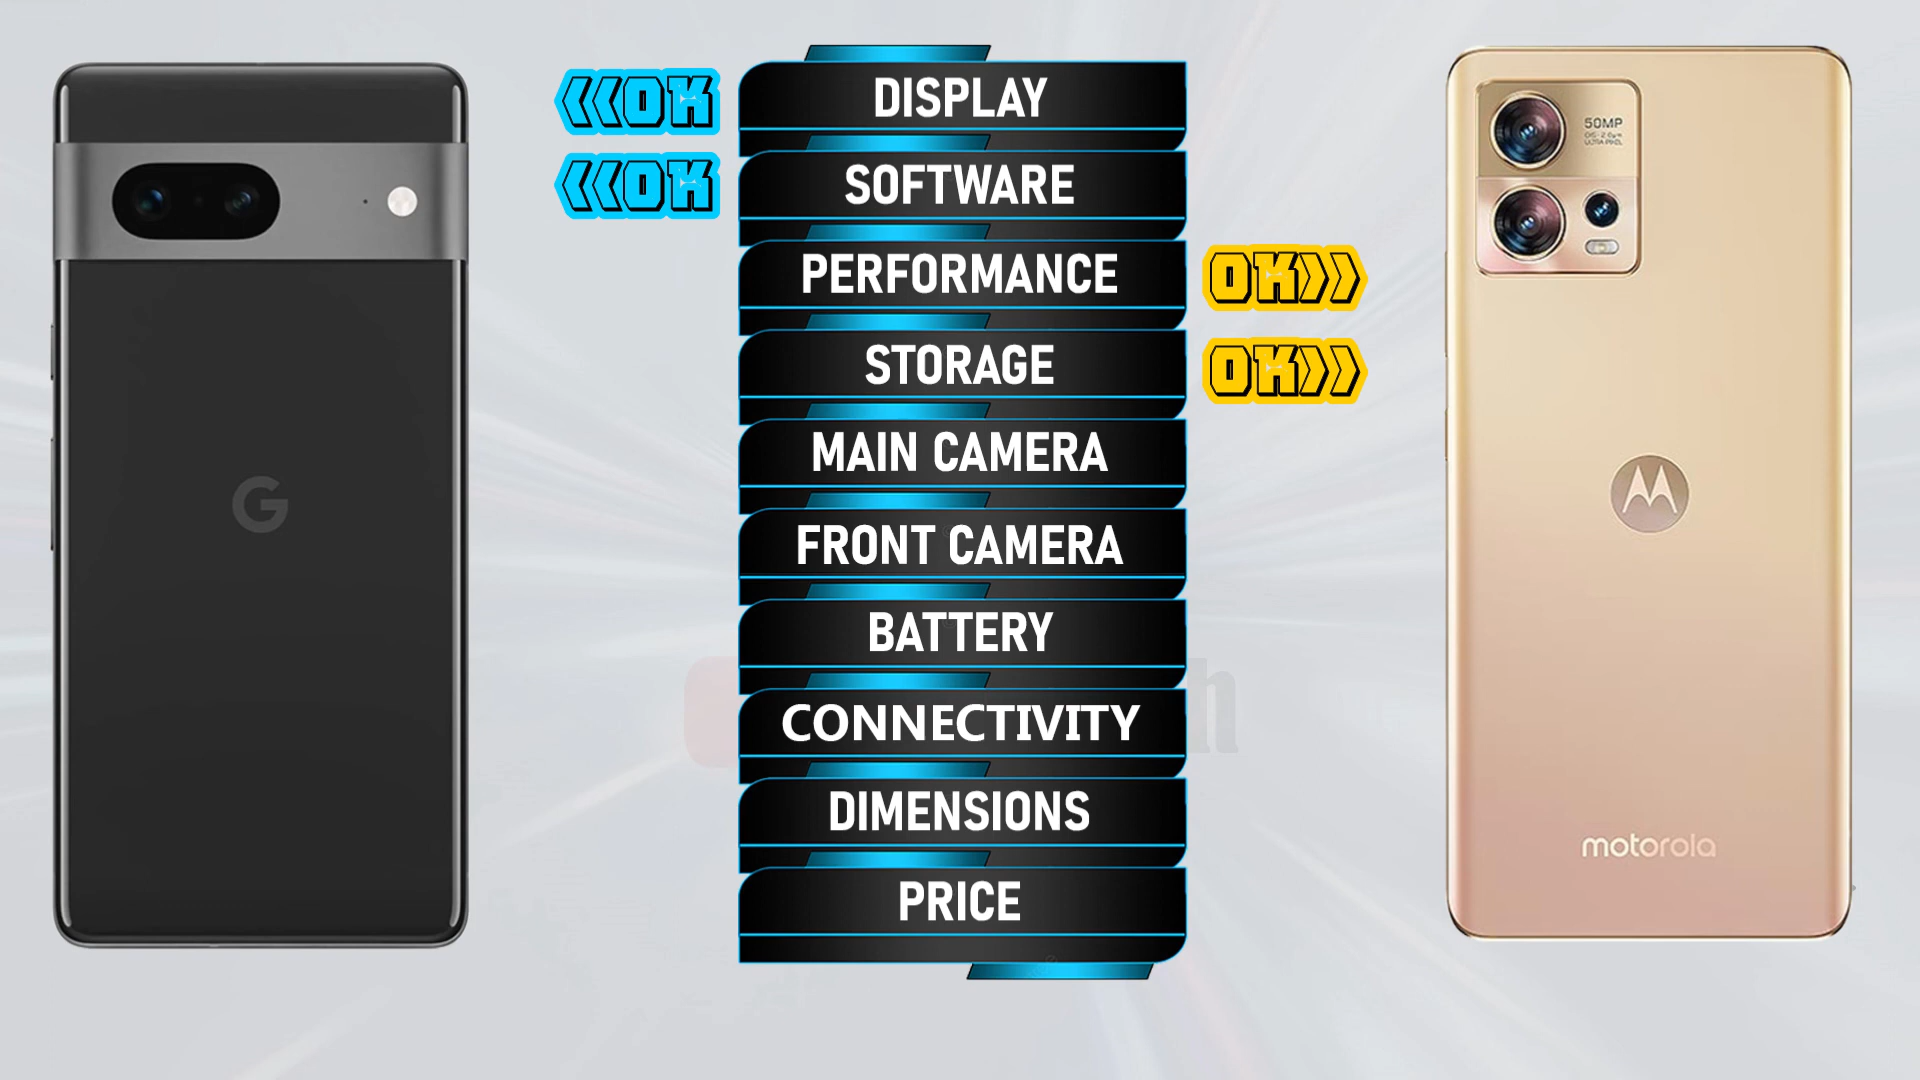 <<OK DISPLAY
<<OK SOFTWARE
PERFORMANCE OK>>
STORAGE OK>>
MAIN CAMERA
FRONT CAMERA
BATTERY
CONNECTIVITY
DIMENSIONS
PRICE
G
50MP
motorola